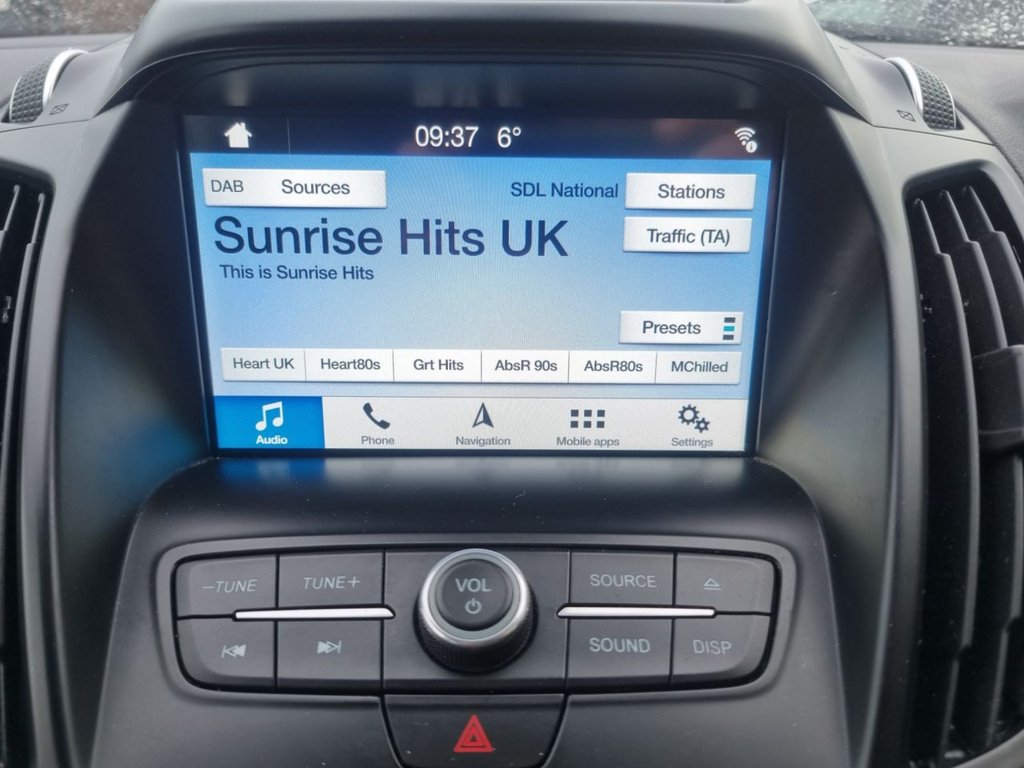 09:37 6°
DAB Sources SDL National Stations
Sunrise Hits UK Traffic (TA)
This is Sunrise Hits
Presets
Heart UK Heart80s Grt Hits AbsR 90s AbsR80s MChilled
Audio Phone Navigation Mobile apps Settings
–TUNE TUNE+ VOL SOURCE
SOUND DISP